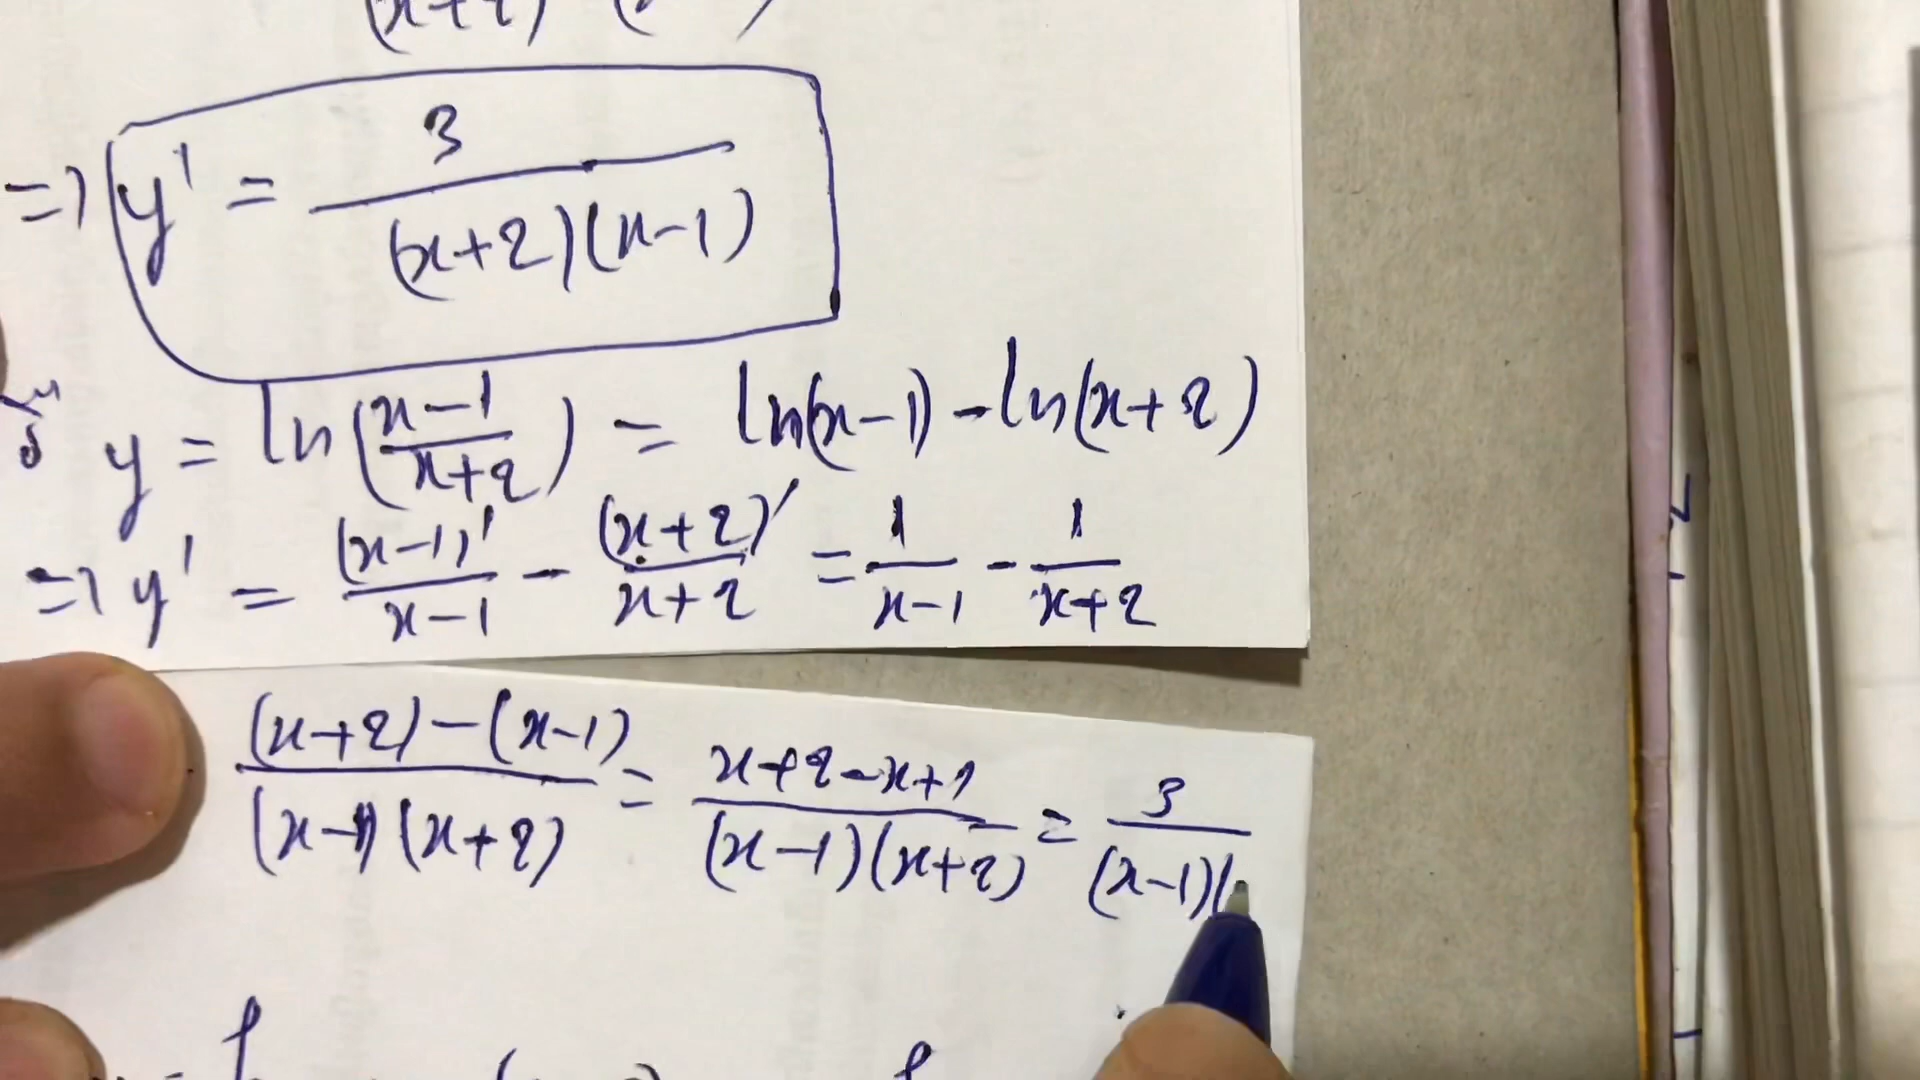 => y' = 3 / (x+2)(x-1)
y = ln(x-1 / x+2) = ln(x-1) - ln(x+2)
=> y' = (x-1)' / x-1 - (x+2)' / x+2 = 1 / x-1 - 1 / x+2
(x+2)-(x-1) / (x-1)(x+2) = x+2-x+1 / (x-1)(x+2) = 3 / (x-1)(